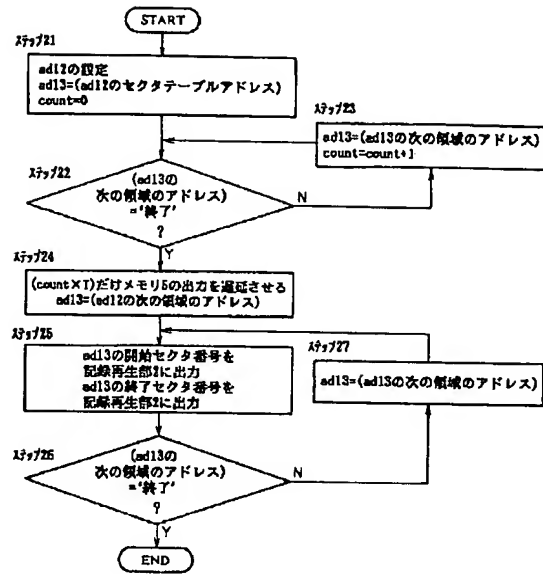 START
ステップ21
ad12の設定
ad13=(ad12のセクタテーブルアドレス)
count=0
ステップ23
ad13=(ad13の次の領域のアドレス)
count=count+1
ステップ22
(ad13の
次の領域のアドレス)
='終了'
?
N
Y
ステップ24
(count×T)だけメモリ5の出力を遅延させる
ad13=(ad12の次の領域のアドレス)
ステップ25
ad13の開始セクタ番号を
記録再生部2に出力
ad13の終了セクタ番号を
記録再生部2に出力
ステップ27
ad13=(ad13の次の領域のアドレス)
ステップ26
(ad13の
次の領域のアドレス)
='終了'
?
N
Y
END